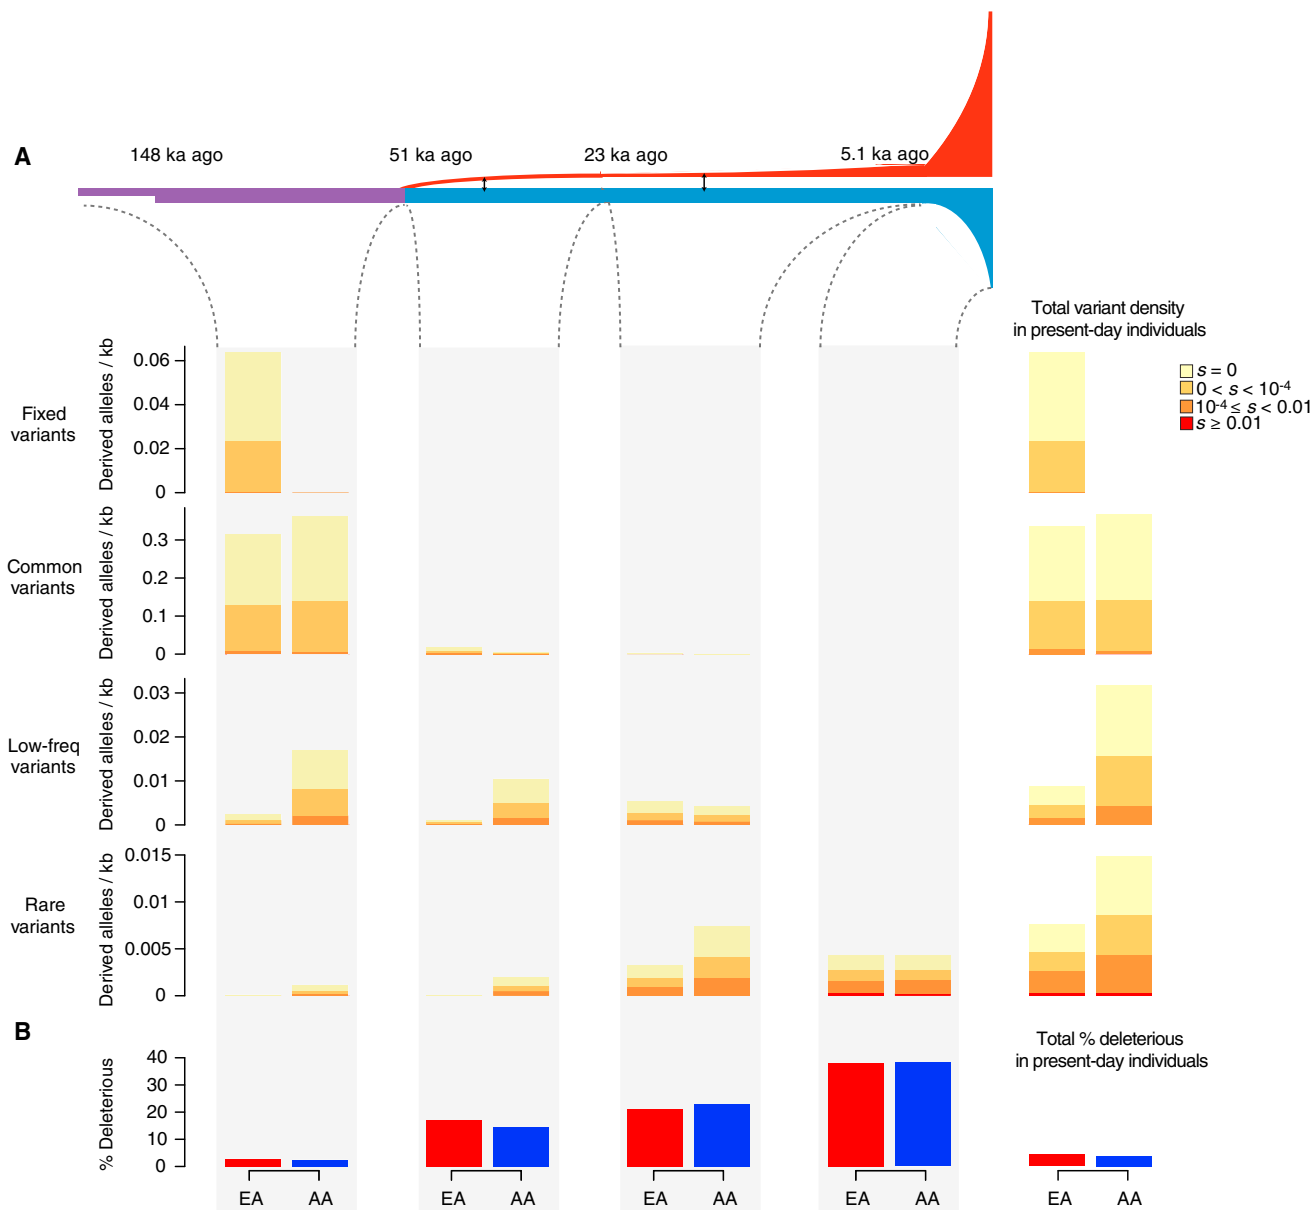 A
148 ka ago
51 ka ago
23 ka ago
5.1 ka ago
Total variant density
in present-day individuals
s = 0
0 < s < 10⁻⁴
10⁻⁴ ≤ s < 0.01
s ≥ 0.01
Fixed
variants
Derived alleles / kb
0.06
0.04
0.02
0
Common
variants
Derived alleles / kb
0.3
0.2
0.1
0
Low-freq
variants
Derived alleles / kb
0.03
0.02
0.01
0
Rare
variants
Derived alleles / kb
0.015
0.01
0.005
0
B
Total % deleterious
in present-day individuals
% Deleterious
40
30
20
10
0
EA AA EA AA EA AA EA AA EA AA